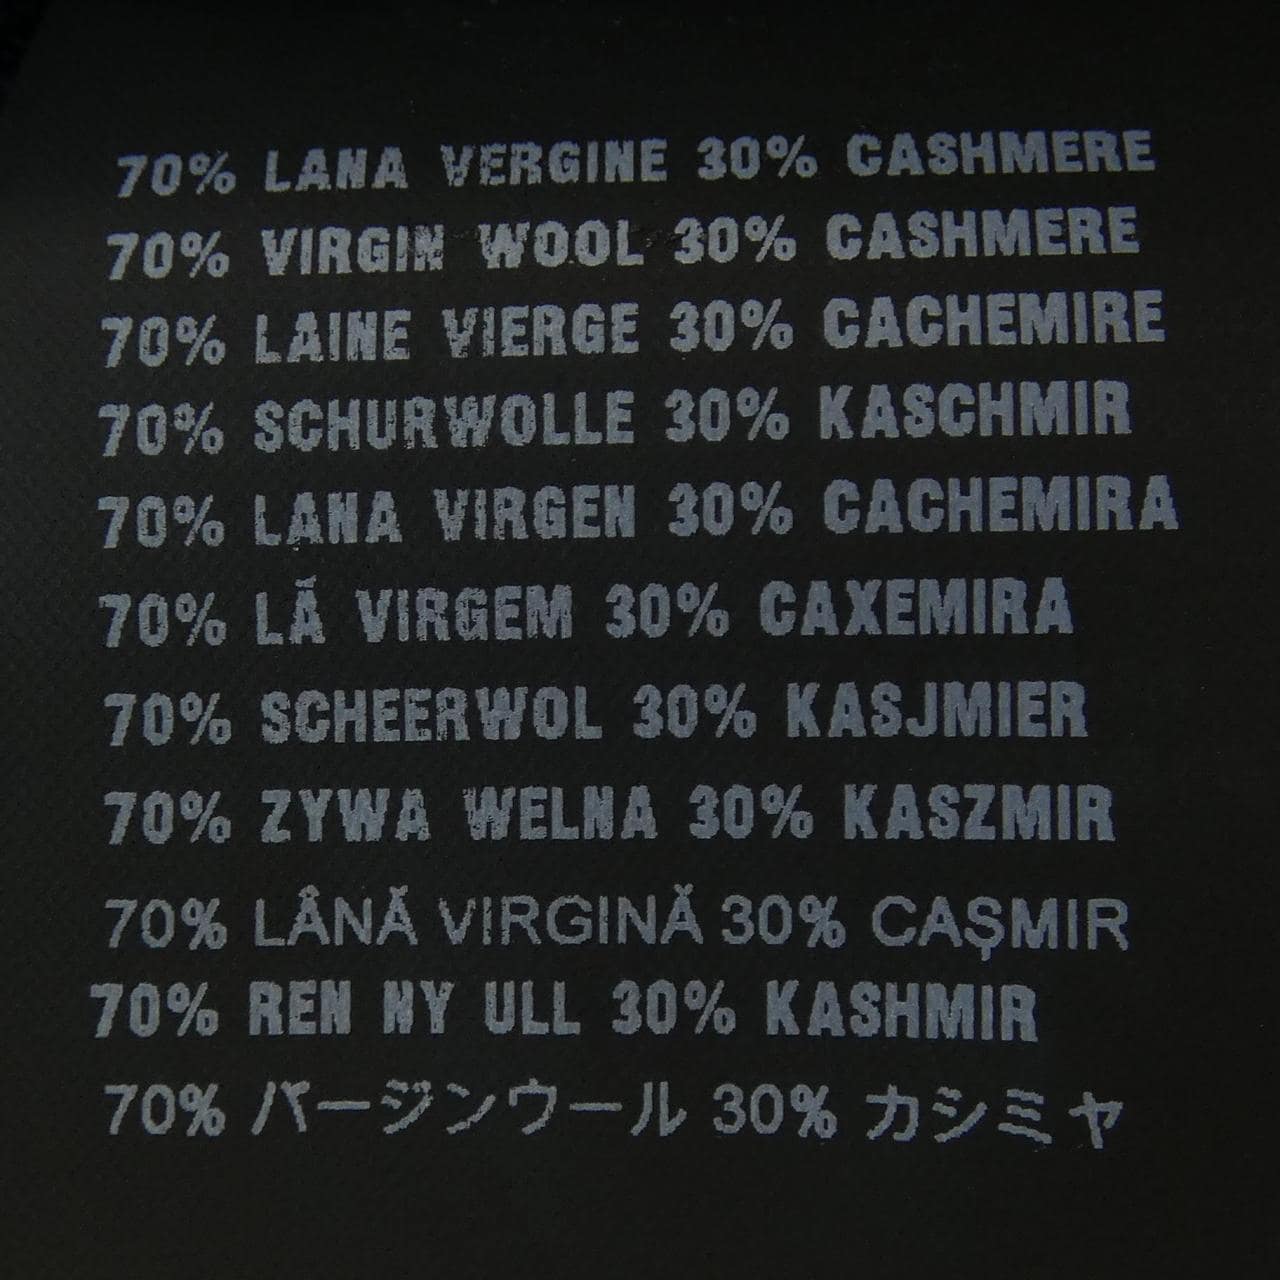 70% LANA VERGINE 30% CASHMERE
70% VIRGIN WOOL 30% CASHMERE
70% LAINE VIERGE 30% CACHEMIRE
70% SCHURWOLLE 30% KASCHMIR
70% LANA VIRGEN 30% CACHEMIRA
70% LÃ VIRGEM 30% CAXEMIRA
70% SCHEERWOL 30% KASJMIER
70% ZYWA WELNA 30% KASZMIR
70% LÂNĂ VIRGINĂ 30% CAŞMIR
70% REN NY ULL 30% KASHMIR
70% バージンウール 30% カシミヤ